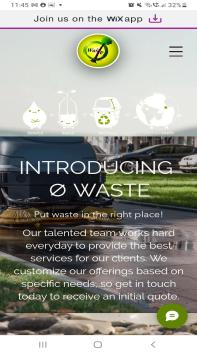 11:45
32%
Join us on the WiX app
INTRODUCING
Ø WASTE
Put waste in the right place!
Our talented team works hard
everyday to provide the best
services for our clients. We
customize our offerings based on
specific needs, so get in touch
today to receive an initial quote.